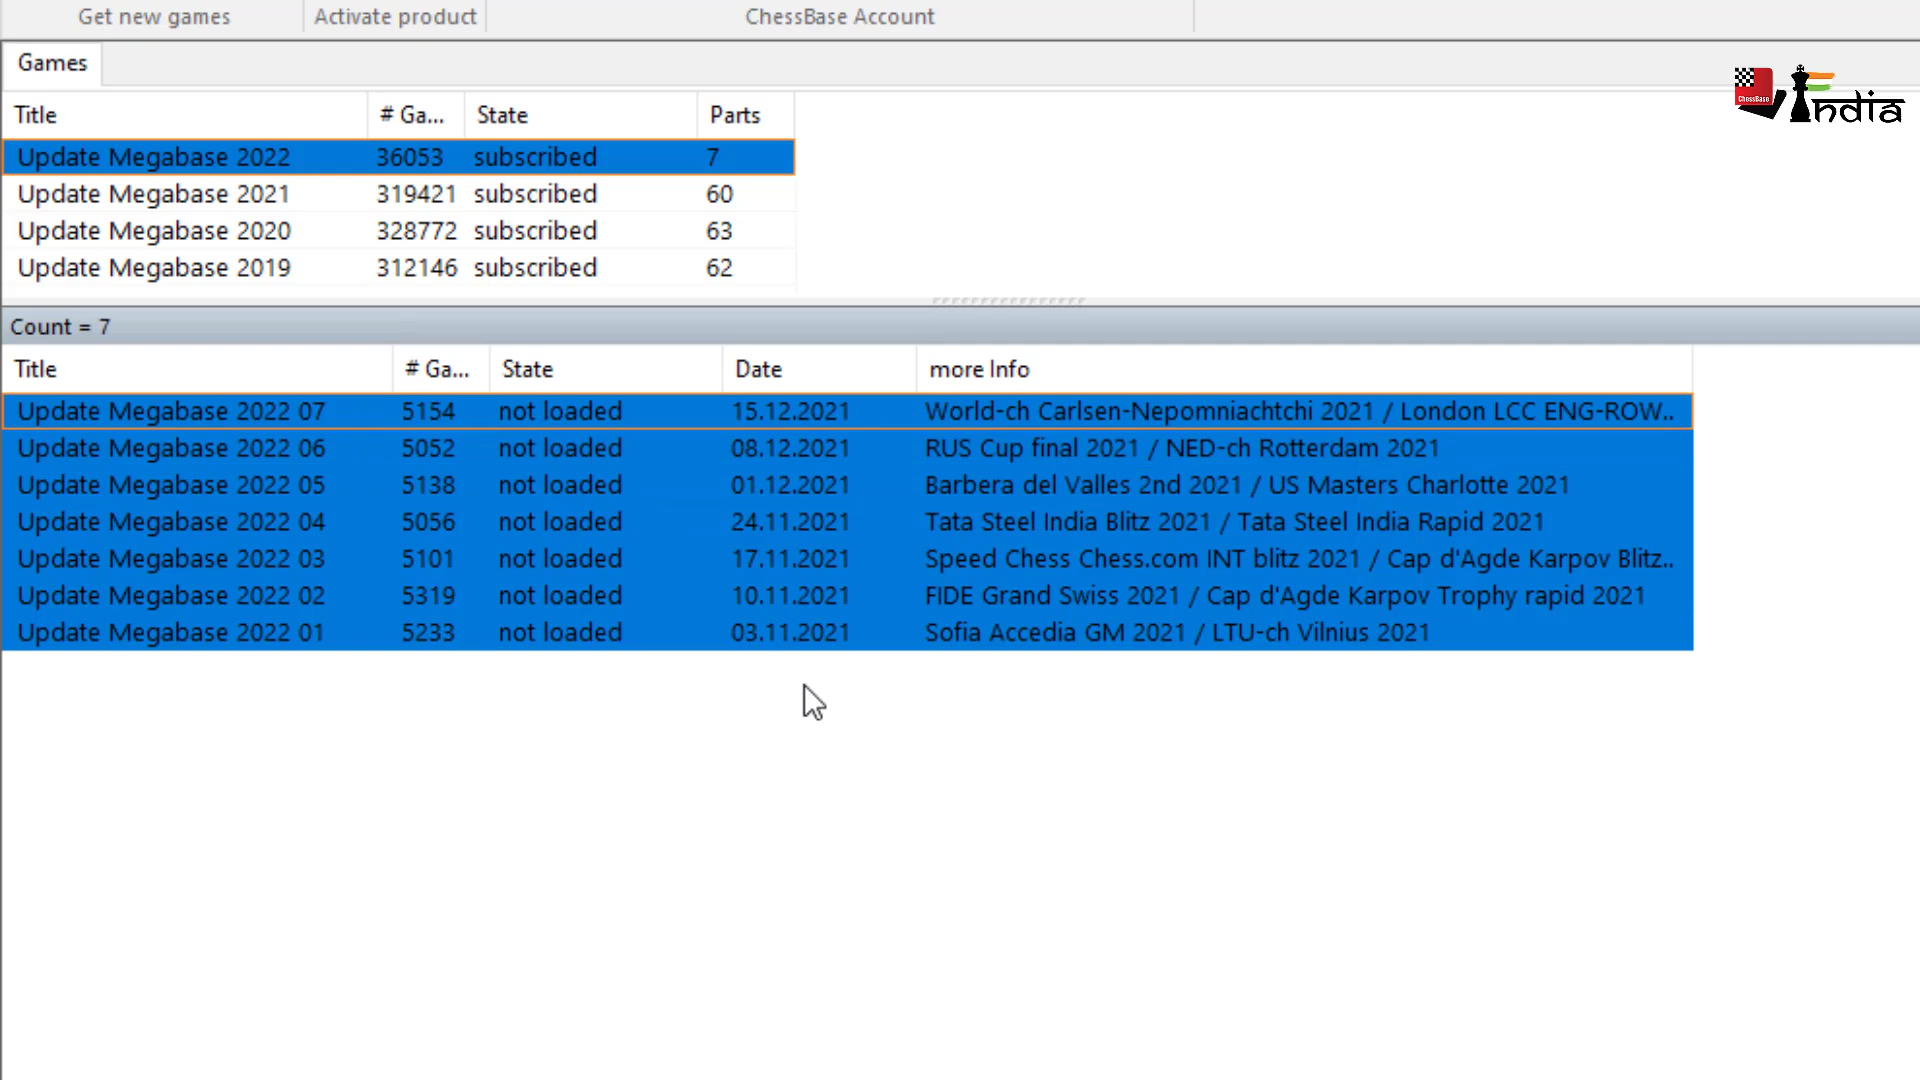 Get new games Activate product ChessBase Account
Games
Title # Ga... State Parts
Update Megabase 2022 36053 subscribed 7
Update Megabase 2021 319421 subscribed 60
Update Megabase 2020 328772 subscribed 63
Update Megabase 2019 312146 subscribed 62
Count = 7
Title # Ga... State Date more Info
Update Megabase 2022 07 5154 not loaded 15.12.2021 World-ch Carlsen-Nepomniachtchi 2021 / London LCC ENG-ROW..
Update Megabase 2022 06 5052 not loaded 08.12.2021 RUS Cup final 2021 / NED-ch Rotterdam 2021
Update Megabase 2022 05 5138 not loaded 01.12.2021 Barbera del Valles 2nd 2021 / US Masters Charlotte 2021
Update Megabase 2022 04 5056 not loaded 24.11.2021 Tata Steel India Blitz 2021 / Tata Steel India Rapid 2021
Update Megabase 2022 03 5101 not loaded 17.11.2021 Speed Chess Chess.com INT blitz 2021 / Cap d'Agde Karpov Blitz..
Update Megabase 2022 02 5319 not loaded 10.11.2021 FIDE Grand Swiss 2021 / Cap d'Agde Karpov Trophy rapid 2021
Update Megabase 2022 01 5233 not loaded 03.11.2021 Sofia Accedia GM 2021 / LTU-ch Vilnius 2021
ChessBase India